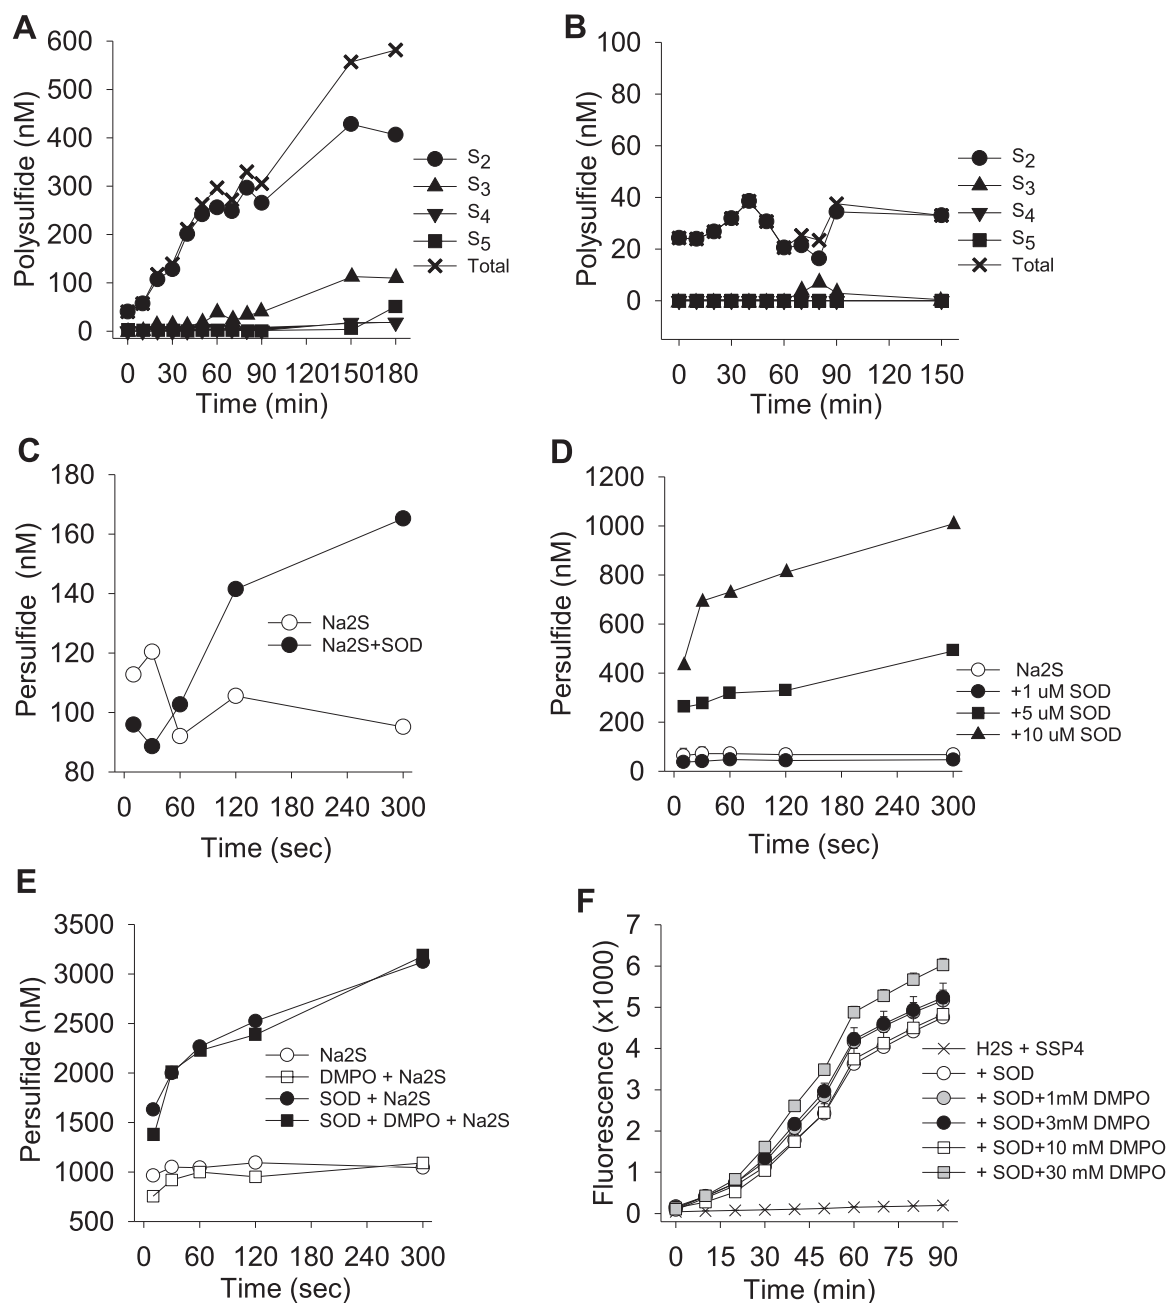 A
Polysulfide (nM)
600
500
400
300
200
100
0
0 30 60 90 120 150 180
Time (min)
S2
S3
S4
S5
Total
B
Polysulfide (nM)
100
80
60
40
20
0
0 30 60 90 120 150
Time (min)
S2
S3
S4
S5
Total
C
Persulfide (nM)
180
160
140
120
100
80
0 60 120 180 240 300
Time (sec)
Na2S
Na2S+SOD
D
Persulfide (nM)
1200
1000
800
600
400
200
0
0 60 120 180 240 300
Time (sec)
Na2S
+1 uM SOD
+5 uM SOD
+10 uM SOD
E
Persulfide (nM)
3500
3000
2500
2000
1500
1000
500
0 60 120 180 240 300
Time (sec)
Na2S
DMPO + Na2S
SOD + Na2S
SOD + DMPO + Na2S
F
Fluorescence (x1000)
7
6
5
4
3
2
1
0
0 15 30 45 60 75 90
Time (min)
H2S + SSP4
+ SOD
+ SOD+1mM DMPO
+ SOD+3mM DMPO
+ SOD+10 mM DMPO
+ SOD+30 mM DMPO